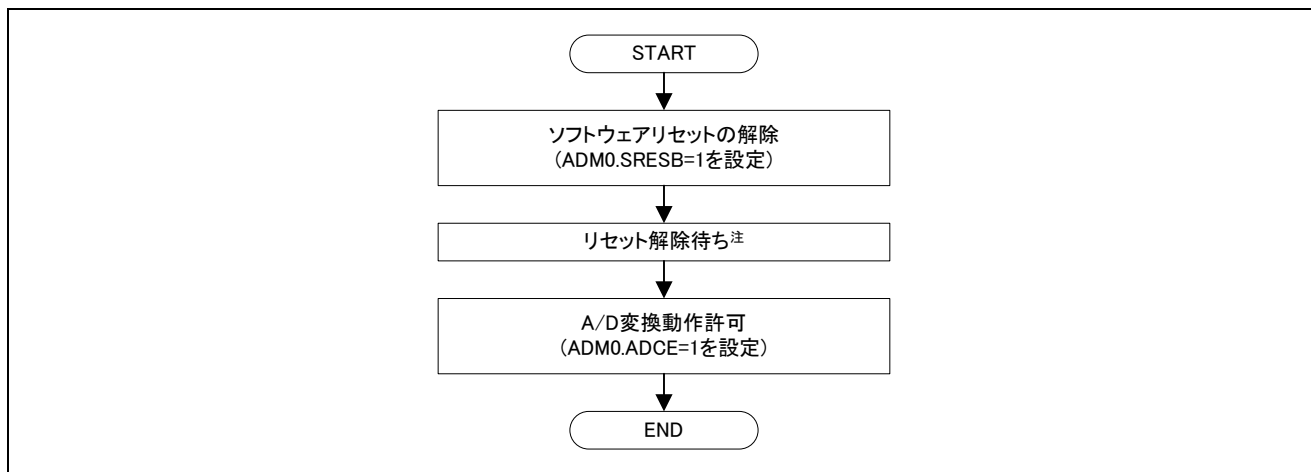 START
ソフトウェアリセットの解除
（ADM0.SRESB=1を設定）
リセット解除待ち注
A/D変換動作許可
（ADM0.ADCE=1を設定）
END